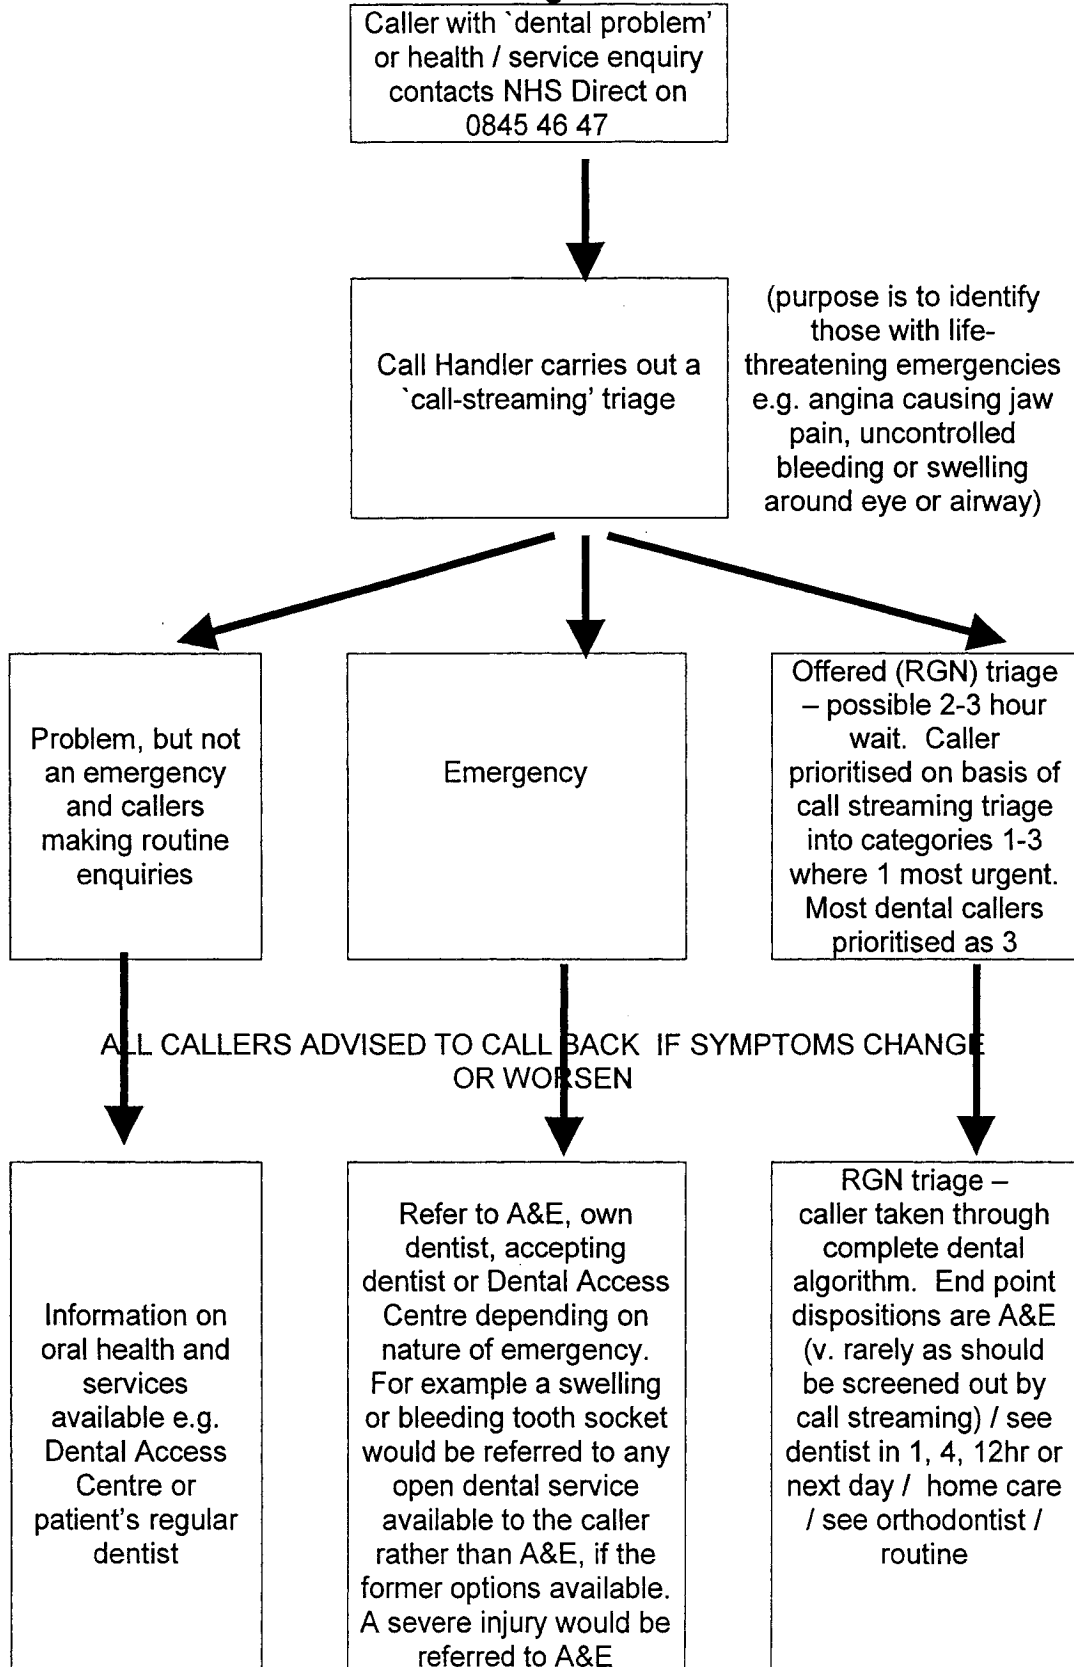 Caller with `dental problem'
or health / service enquiry
contacts NHS Direct on
0845 46 47
Call Handler carries out a
`call-streaming' triage
(purpose is to identify
those with life-
threatening emergencies
e.g. angina causing jaw
pain, uncontrolled
bleeding or swelling
around eye or airway)
Problem, but not
an emergency
and callers
making routine
enquiries
Emergency
Offered (RGN) triage
– possible 2-3 hour
wait.  Caller
prioritised on basis of
call streaming triage
into categories 1-3
where 1 most urgent.
Most dental callers
prioritised as 3
ALL CALLERS ADVISED TO CALL BACK  IF SYMPTOMS CHANGE
OR WORSEN
Information on
oral health and
services
available e.g.
Dental Access
Centre or
patient's regular
dentist
Refer to A&E, own
dentist, accepting
dentist or Dental Access
Centre depending on
nature of emergency.
For example a swelling
or bleeding tooth socket
would be referred to any
open dental service
available to the caller
rather than A&E, if the
former options available.
A severe injury would be
referred to A&E
RGN triage –
caller taken through
complete dental
algorithm.  End point
dispositions are A&E
(v. rarely as should
be screened out by
call streaming) / see
dentist in 1, 4, 12hr or
next day /  home care
/ see orthodontist /
routine